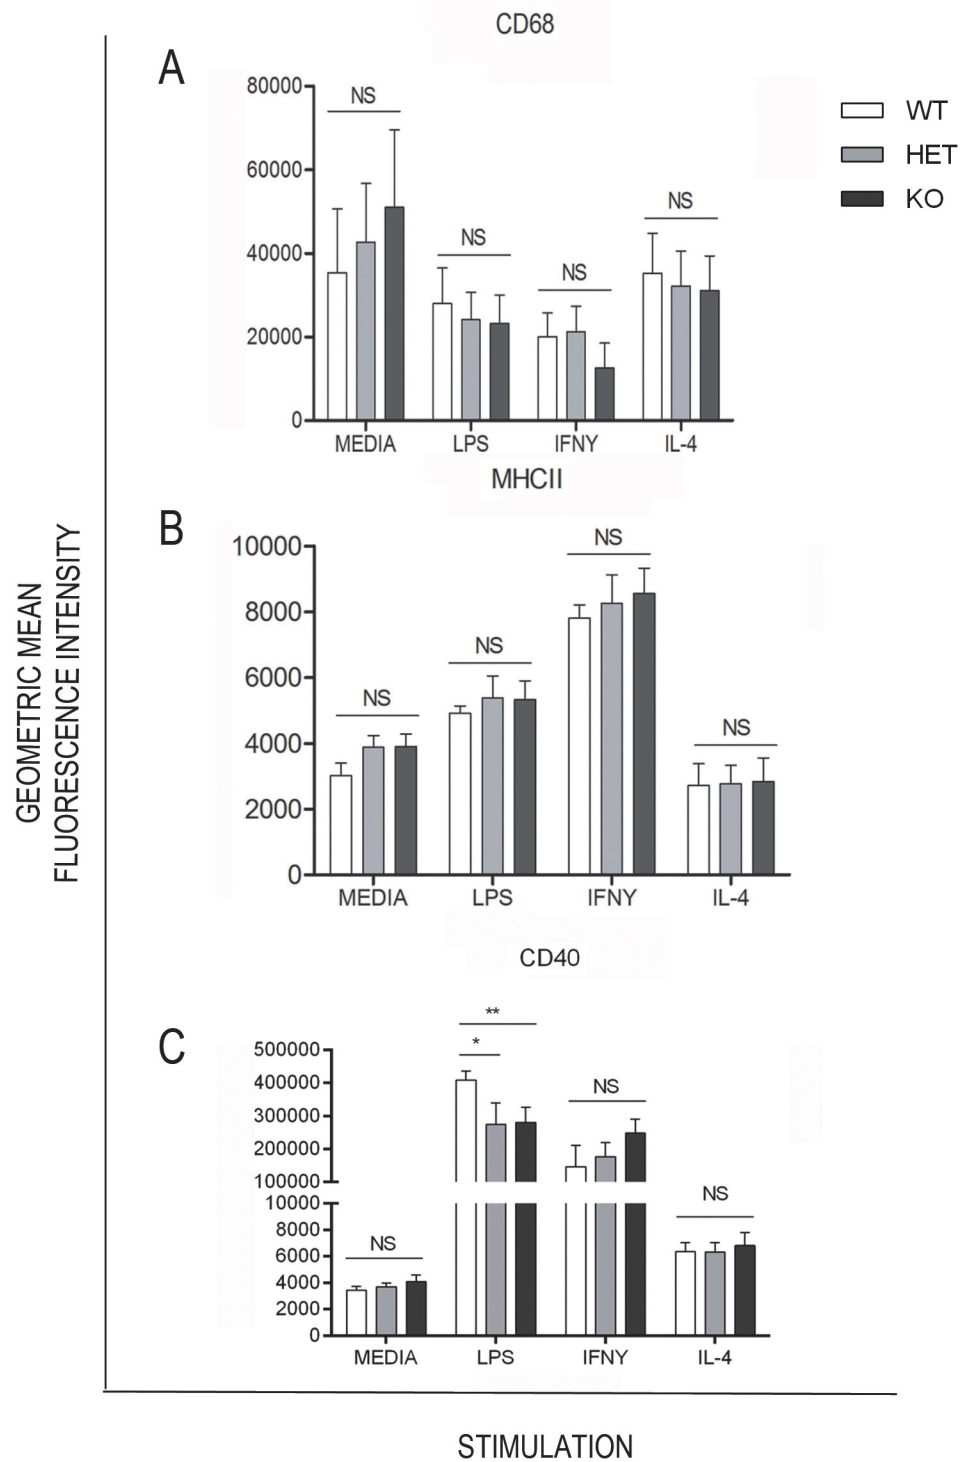 CD68
A
80000
60000
40000
20000
0
NS
NS
NS
NS
MEDIA LPS IFNY IL-4
WT
HET
KO
MHCII
B
10000
8000
6000
4000
2000
0
NS
NS
NS
NS
MEDIA LPS IFNY IL-4
CD40
C
500000
400000
300000
200000
100000
10000
8000
6000
4000
2000
0
NS
**
*
NS
NS
MEDIA LPS IFNY IL-4
GEOMETRIC MEAN
FLUORESCENCE INTENSITY
STIMULATION